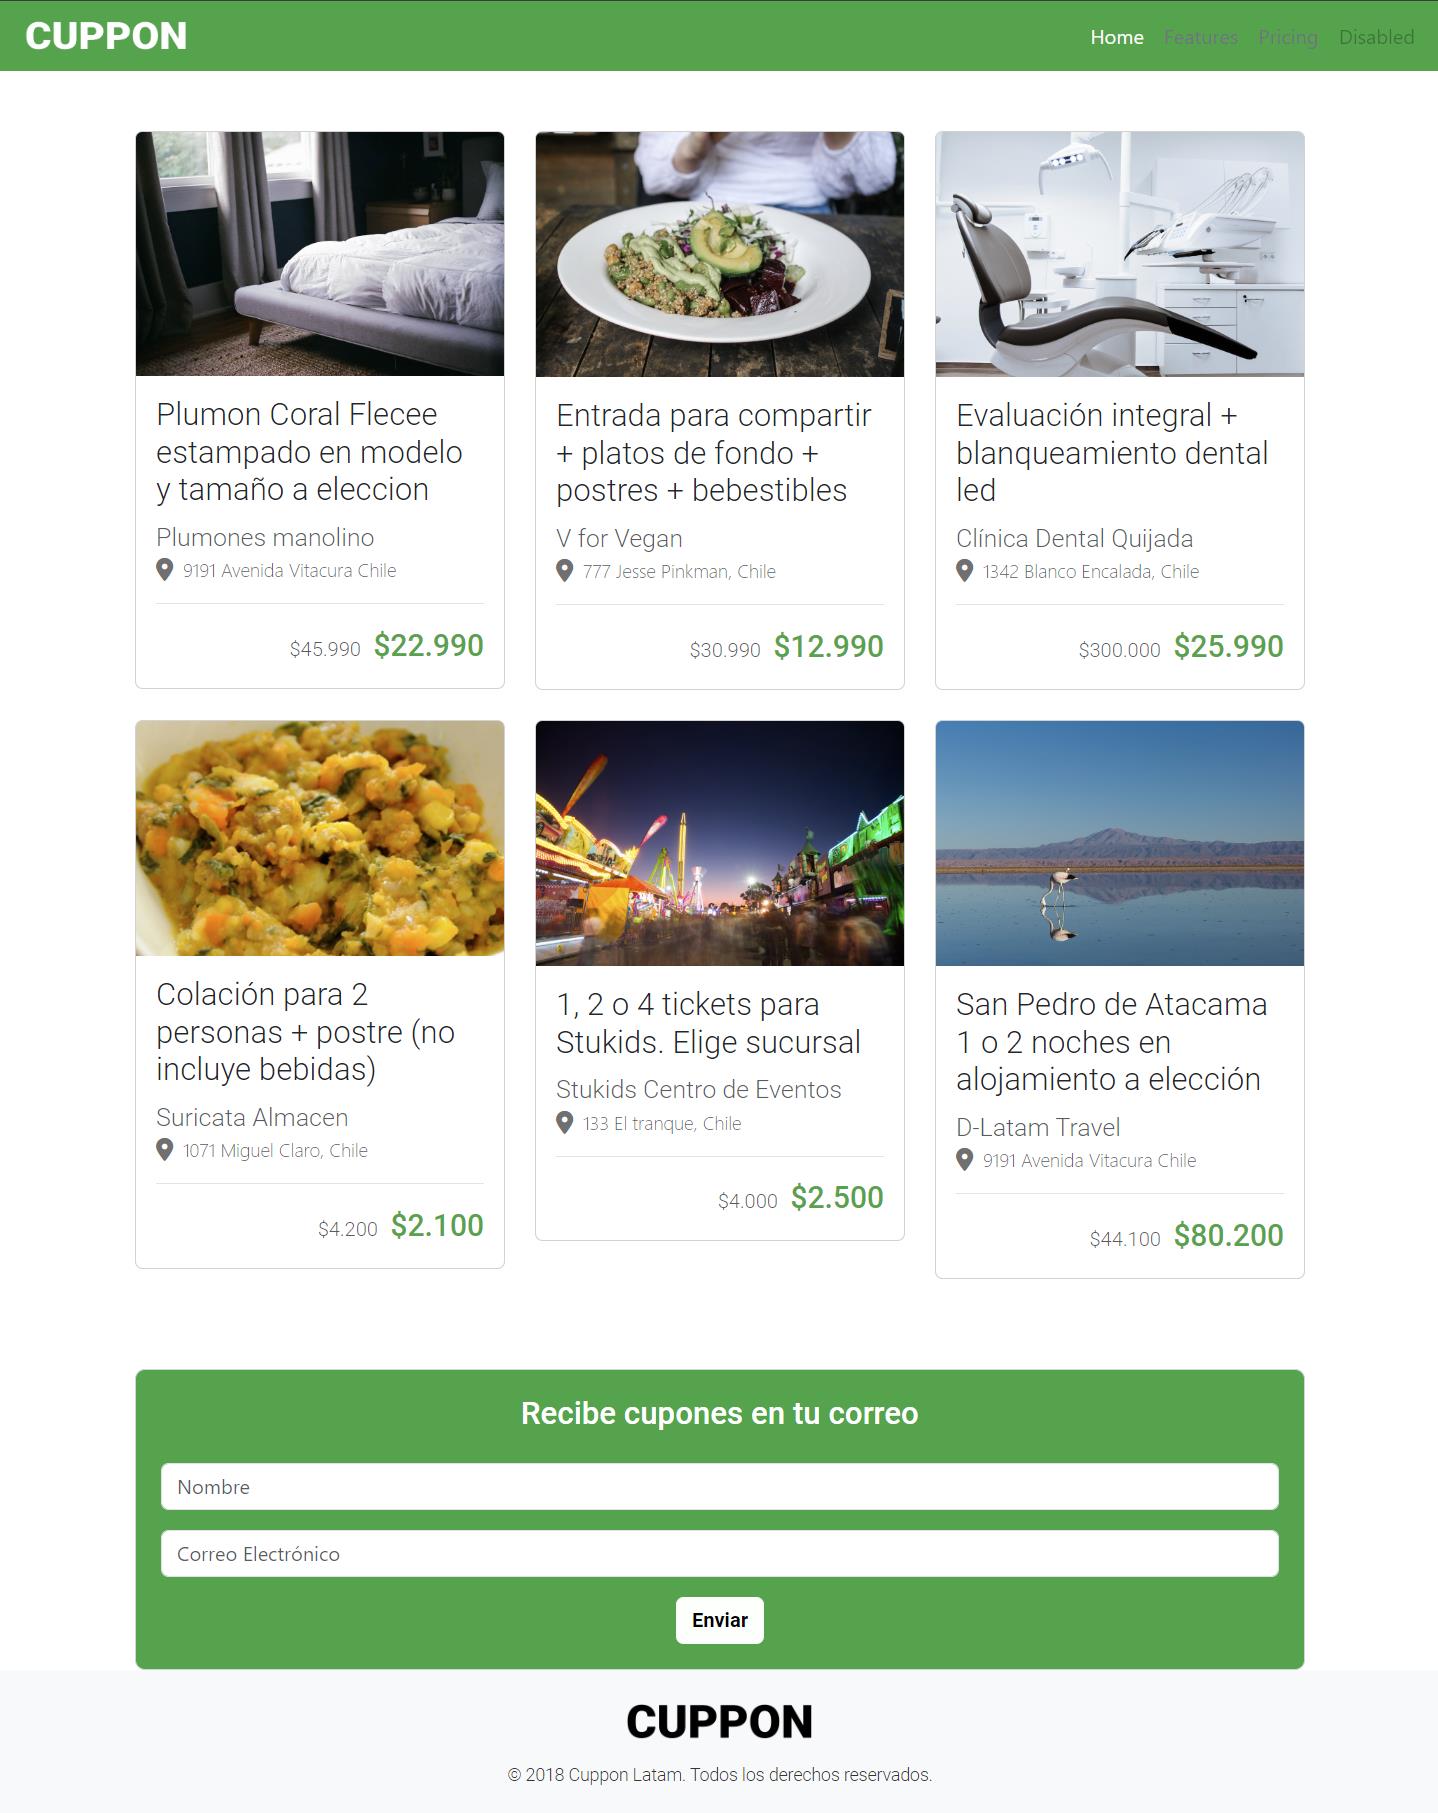 CUPPON
Home Features Pricing Disabled
Plumon Coral Flecee
estampado en modelo
y tamaño a eleccion
Plumones manolino
9191 Avenida Vitacura Chile
$45.990 $22.990
Entrada para compartir
+ platos de fondo +
postres + bebestibles
V for Vegan
777 Jesse Pinkman, Chile
$30.990 $12.990
Evaluación integral +
blanqueamiento dental
led
Clínica Dental Quijada
1342 Blanco Encalada, Chile
$300.000 $25.990
Colación para 2
personas + postre (no
incluye bebidas)
Suricata Almacen
1071 Miguel Claro, Chile
$4.200 $2.100
1, 2 o 4 tickets para
Stukids. Elige sucursal
Stukids Centro de Eventos
133 El tranque, Chile
$4.000 $2.500
San Pedro de Atacama
1 o 2 noches en
alojamiento a elección
D-Latam Travel
9191 Avenida Vitacura Chile
$44.100 $80.200
Recibe cupones en tu correo
Nombre
Correo Electrónico
Enviar
CUPPON
© 2018 Cuppon Latam. Todos los derechos reservados.